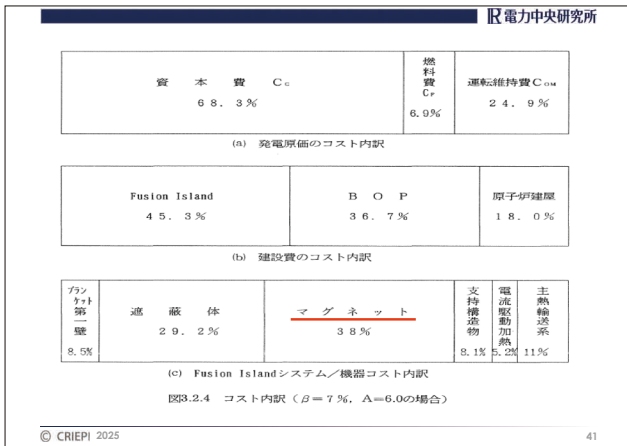 電力中央研究所
資 本 費 C_C
68.3%
燃料費
C_F
6.9%
運転維持費C_OM
24.9%
(a) 発電原価のコスト内訳
Fusion Island
45.3%
B O P
36.7%
原子炉建屋
18.0%
(b) 建設費のコスト内訳
ブランケット
第一壁
8.5%
遮 蔽 体
29.2%
マ グ ネ ッ ト
38%
支持構造物
8.1%
電流駆動加熱
5.2%
主熱輸送系
11%
(c) Fusion Islandシステム/機器コスト内訳
図3.2.4 コスト内訳(β=7%, A=6.0の場合)
© CRIEPI 2025
41